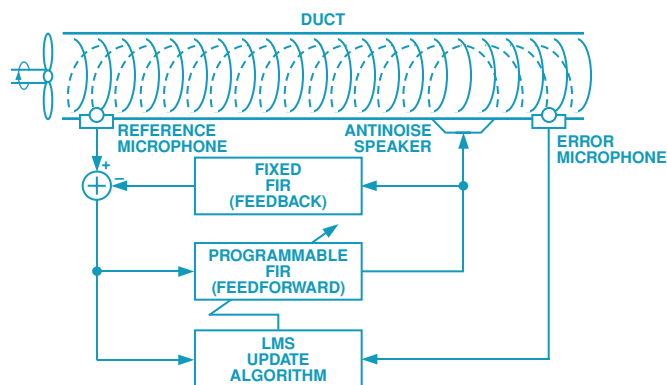 DUCT
REFERENCE
MICROPHONE
ANTINOISE
SPEAKER
ERROR
MICROPHONE
+
−
FIXED
FIR
(FEEDBACK)
PROGRAMMABLE
FIR
(FEEDFORWARD)
LMS
UPDATE
ALGORITHM